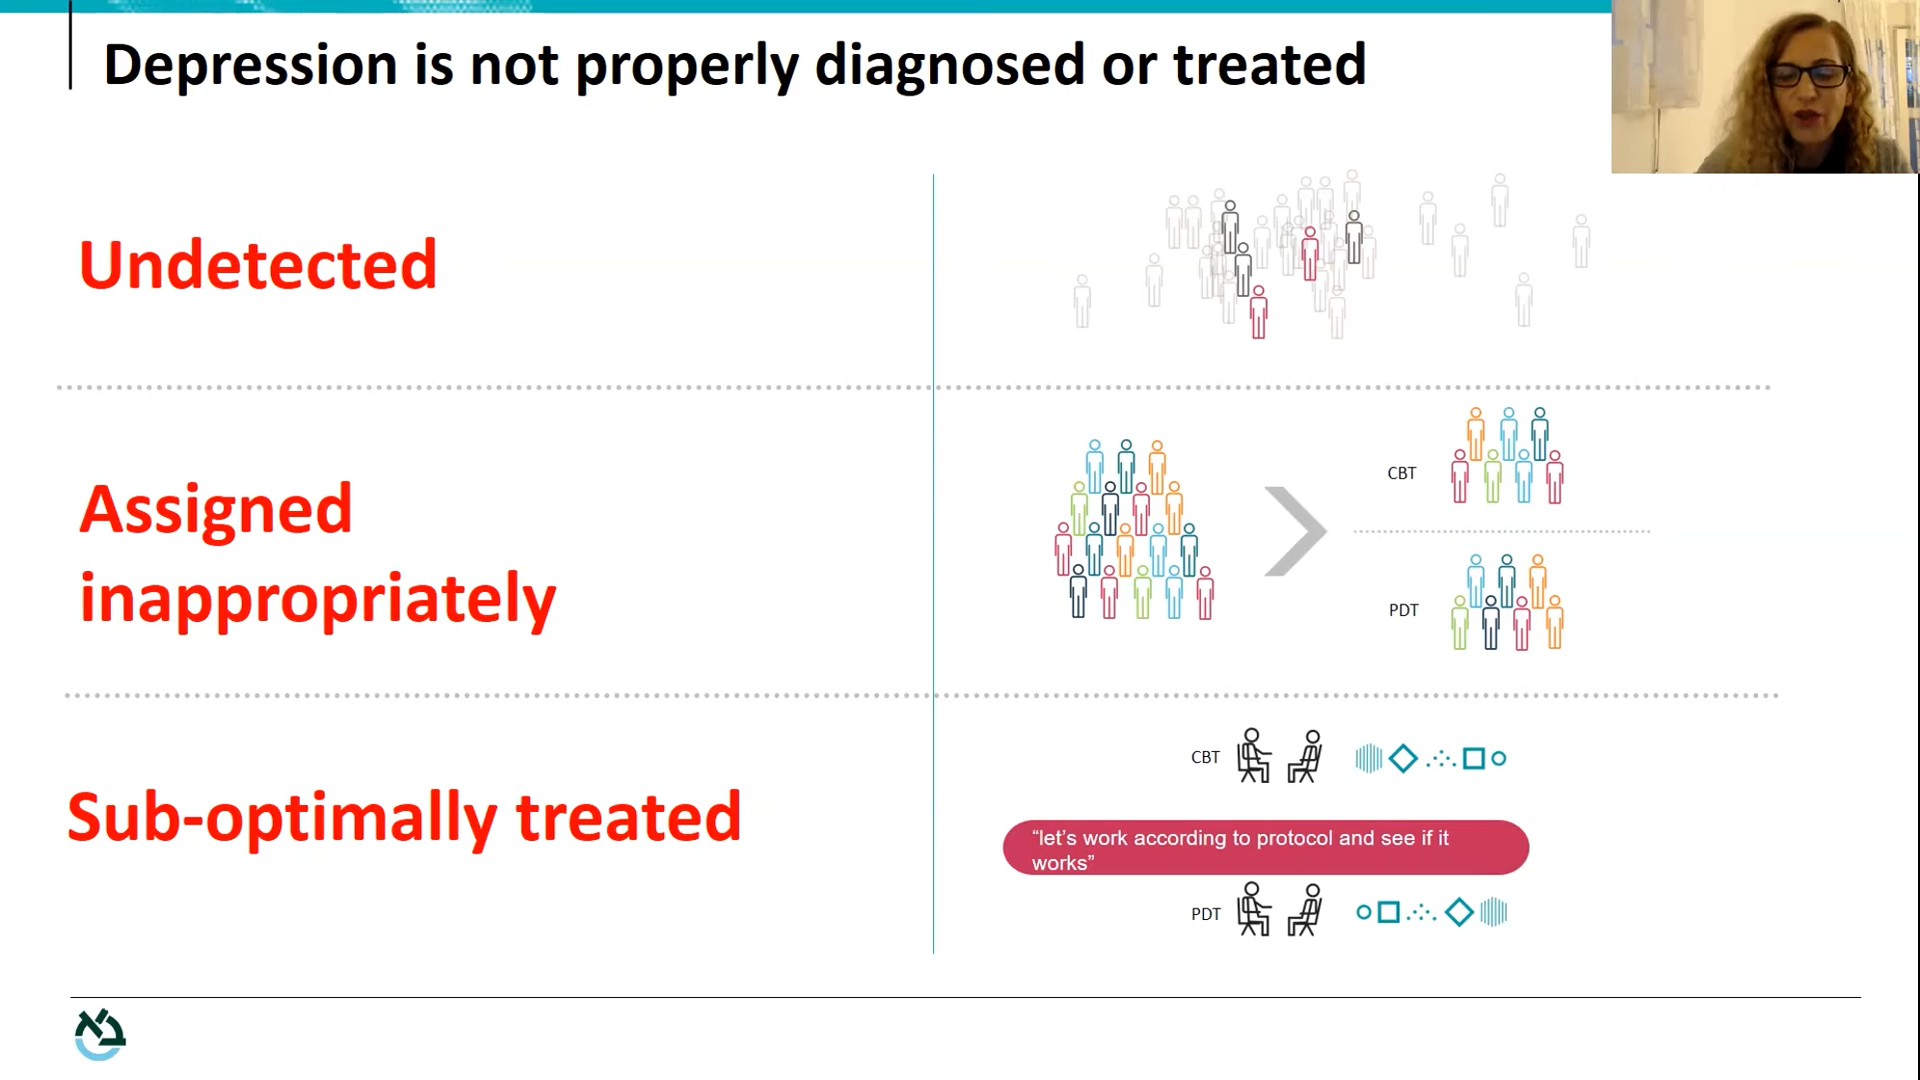 Depression is not properly diagnosed or treated
Undetected
Assigned
inappropriately
CBT
PDT
Sub-optimally treated
CBT
“let’s work according to protocol and see if it
works”
PDT